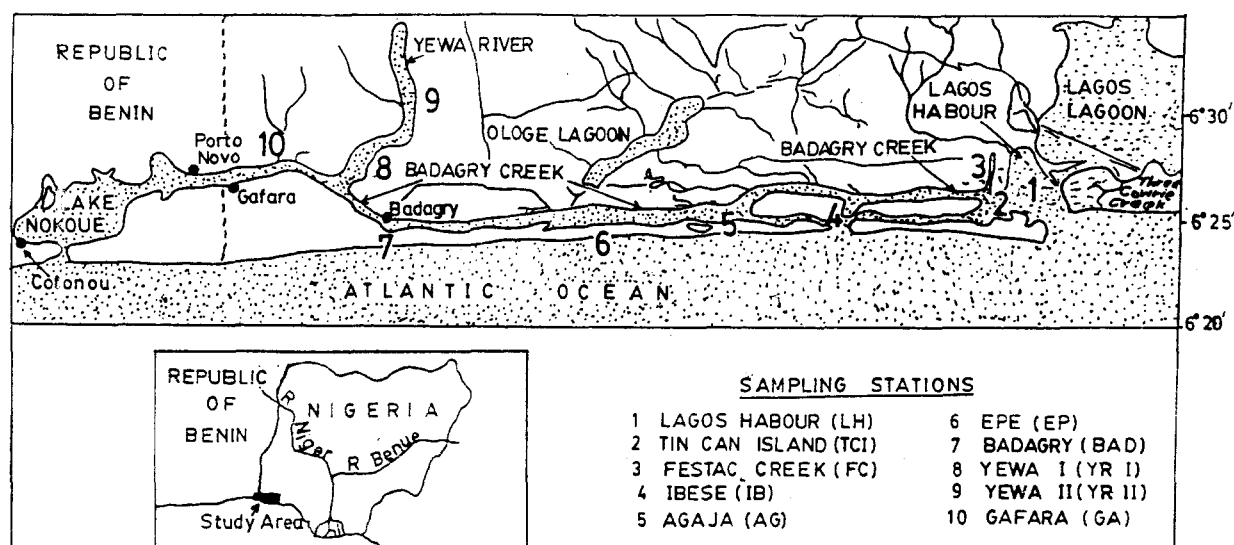 REPUBLIC
OF
BENIN
YEWA RIVER
9
10
Porto
Novo
Gafara
LAKE
NOKOUE
Cotonou
8
BADAGRY CREEK
Badagry
7
OLOGE LAGOON
6
5
4
BADAGRY CREEK
3
2
1
LAGOS
HABOUR
LAGOS
LAGOON
Creek
6°30'
6°25'
6°20'
ATLANTIC OCEAN
REPUBLIC
OF
BENIN
NIGERIA
R Niger
R Benue
Study Area
SAMPLING STATIONS
1 LAGOS HABOUR (LH)
2 TIN CAN ISLAND (TCI)
3 FESTAC CREEK (FC)
4 IBESE (IB)
5 AGAJA (AG)
6 EPE (EP)
7 BADAGRY (BAD)
8 YEWA I (YR I)
9 YEWA II (YR II)
10 GAFARA (GA)